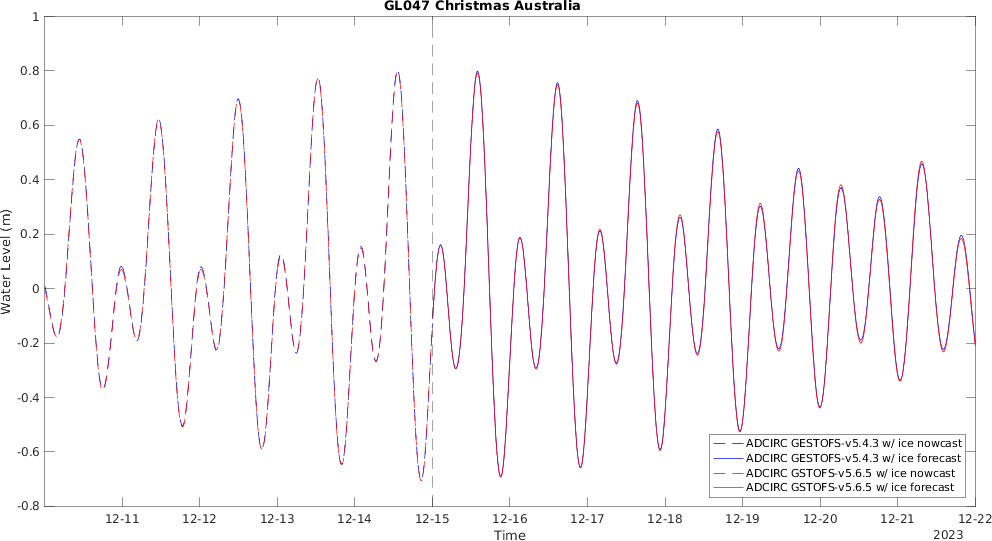 GL047 Christmas Australia
1
0.8
0.6
0.4
0.2
0
-0.2
-0.4
-0.6
-0.8
Water Level (m)
ADCIRC GESTOFS-v5.4.3 w/ ice nowcast
ADCIRC GESTOFS-v5.4.3 w/ ice forecast
ADCIRC GSTOFS-v5.6.5 w/ ice nowcast
ADCIRC GSTOFS-v5.6.5 w/ ice forecast
12-11 12-12 12-13 12-14 12-15 12-16 12-17 12-18 12-19 12-20 12-21 12-22
Time
2023